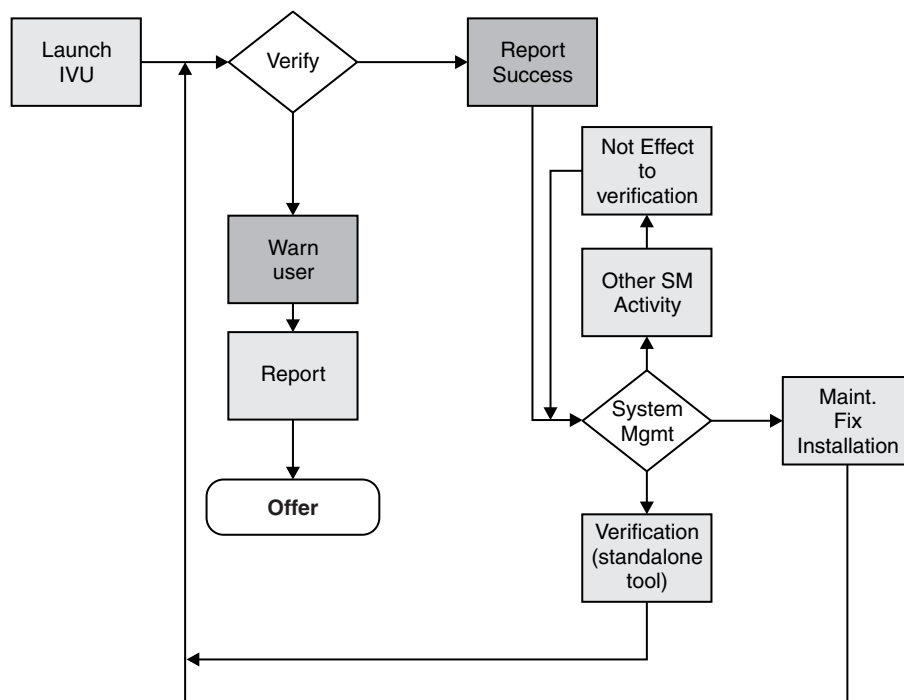 Launch
IVU
Verify
Report
Success
Not Effect
to
verification
Warn
user
Other SM
Activity
Report
System
Mgmt
Maint.
Fix
Installation
Offer
Verification
(standalone
tool)